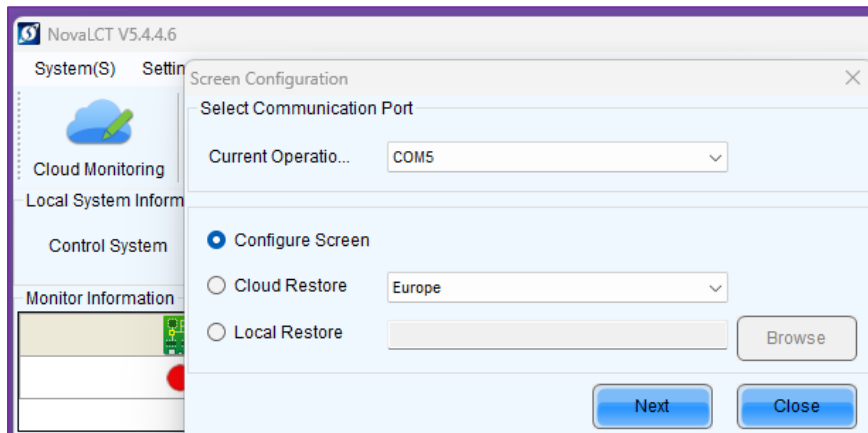 NovaLCT V5.4.4.6
System(S) Settin
Screen Configuration
Select Communication Port
Cloud Monitoring
Current Operatio... COM5
Local System Inform
Control System
Configure Screen
Cloud Restore Europe
Monitor Information
Local Restore Browse
Next Close